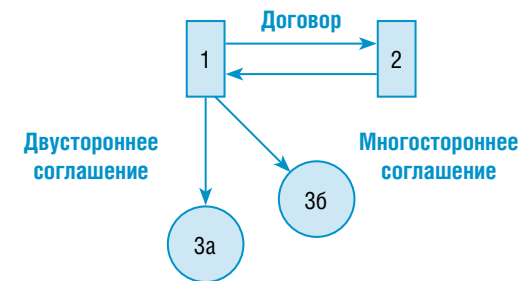 Договор
1
2
Двустороннее
соглашение
Многостороннее
соглашение
3б
3а